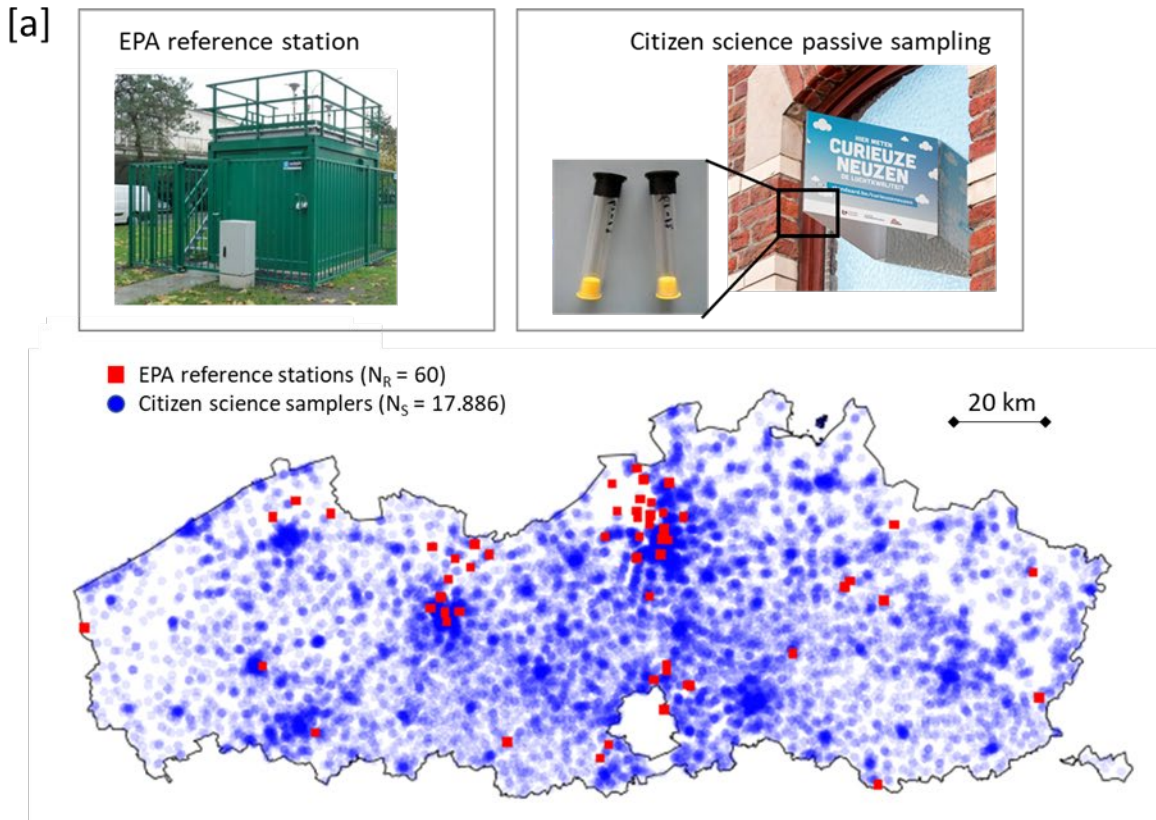 [a]
EPA reference station
Citizen science passive sampling
HIER METEN
CURIEUZE
NEUZEN
DE LUCHTKWALITEIT
EPA reference stations (N_R = 60)
Citizen science samplers (N_S = 17.886)
20 km